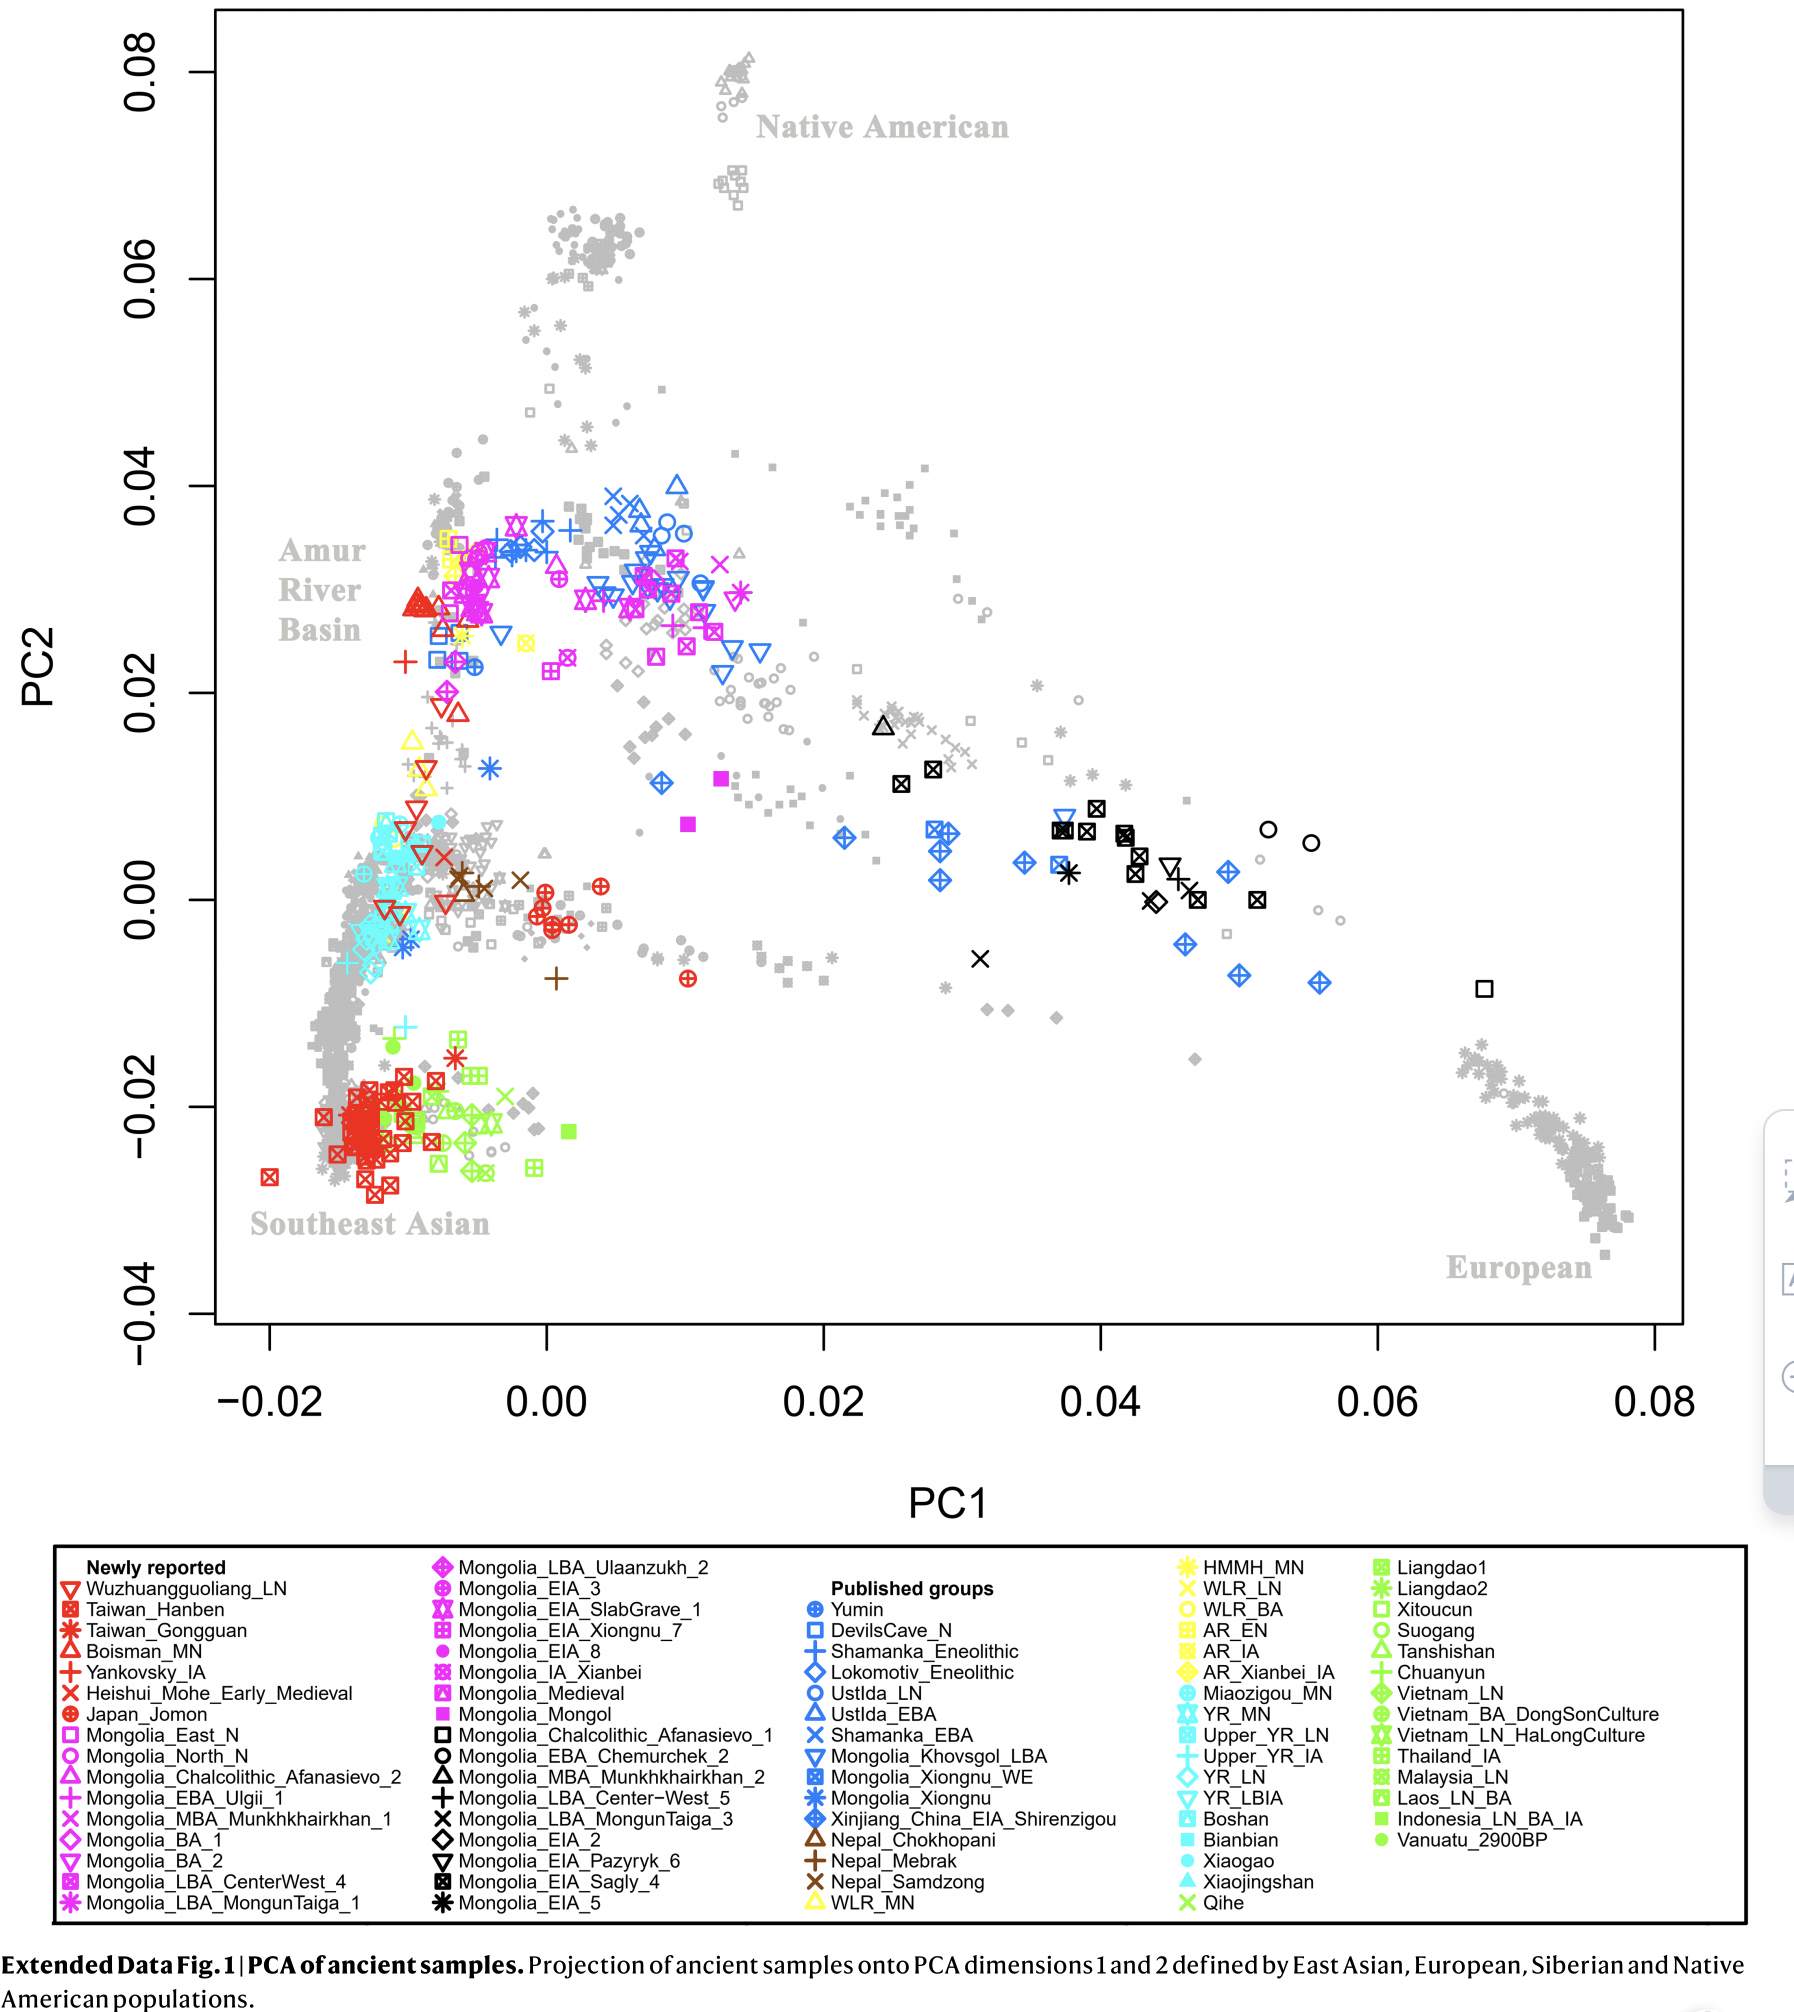 0.08
0.06
0.04
0.02
0.00
−0.02
−0.04
PC2
Native American
Amur
River
Basin
Southeast Asian
European
−0.02
0.00
0.02
0.04
0.06
0.08
PC1
Newly reported
Wuzhuangguoliang_LN
Taiwan_Hanben
Taiwan_Gongguan
Boisman_MN
Yankovsky_IA
Heishui_Mohe_Early_Medieval
Japan_Jomon
Mongolia_East_N
Mongolia_North_N
Mongolia_Chalcolithic_Afanasievo_2
Mongolia_EBA_Ulgii_1
Mongolia_MBA_Munkhkhairkhan_1
Mongolia_BA_1
Mongolia_BA_2
Mongolia_LBA_CenterWest_4
Mongolia_LBA_MongunTaiga_1
Mongolia_LBA_Ulaanzukh_2
Mongolia_EIA_3
Mongolia_EIA_SlabGrave_1
Mongolia_EIA_Xiongnu_7
Mongolia_EIA_8
Mongolia_IA_Xianbei
Mongolia_Medieval
Mongolia_Mongol
Mongolia_Chalcolithic_Afanasievo_1
Mongolia_EBA_Chemurchek_2
Mongolia_MBA_Munkhkhairkhan_2
Mongolia_LBA_Center−West_5
Mongolia_LBA_MongunTaiga_3
Mongolia_EIA_2
Mongolia_EIA_Pazyryk_6
Mongolia_EIA_Sagly_4
Mongolia_EIA_5
Published groups
Yumin
DevilsCave_N
Shamanka_Eneolithic
Lokomotiv_Eneolithic
UstIda_LN
UstIda_EBA
Shamanka_EBA
Mongolia_Khovsgol_LBA
Mongolia_Xiongnu_WE
Mongolia_Xiongnu
Xinjiang_China_EIA_Shirenzigou
Nepal_Chokhopani
Nepal_Mebrak
Nepal_Samdzong
WLR_MN
HMMH_MN
WLR_LN
WLR_BA
AR_EN
AR_IA
AR_Xianbei_IA
Miaozigou_MN
YR_MN
Upper_YR_LN
Upper_YR_IA
YR_LN
YR_LBIA
Boshan
Bianbian
Xiaogao
Xiaojingshan
Qihe
Liangdao1
Liangdao2
Xitoucun
Suogang
Tanshishan
Chuanyun
Vietnam_LN
Vietnam_BA_DongSonCulture
Vietnam_LN_HaLongCulture
Thailand_IA
Malaysia_LN
Laos_LN_BA
Indonesia_LN_BA_IA
Vanuatu_2900BP
Extended Data Fig. 1 | PCA of ancient samples. Projection of ancient samples onto PCA dimensions 1 and 2 defined by East Asian, European, Siberian and Native
American populations.